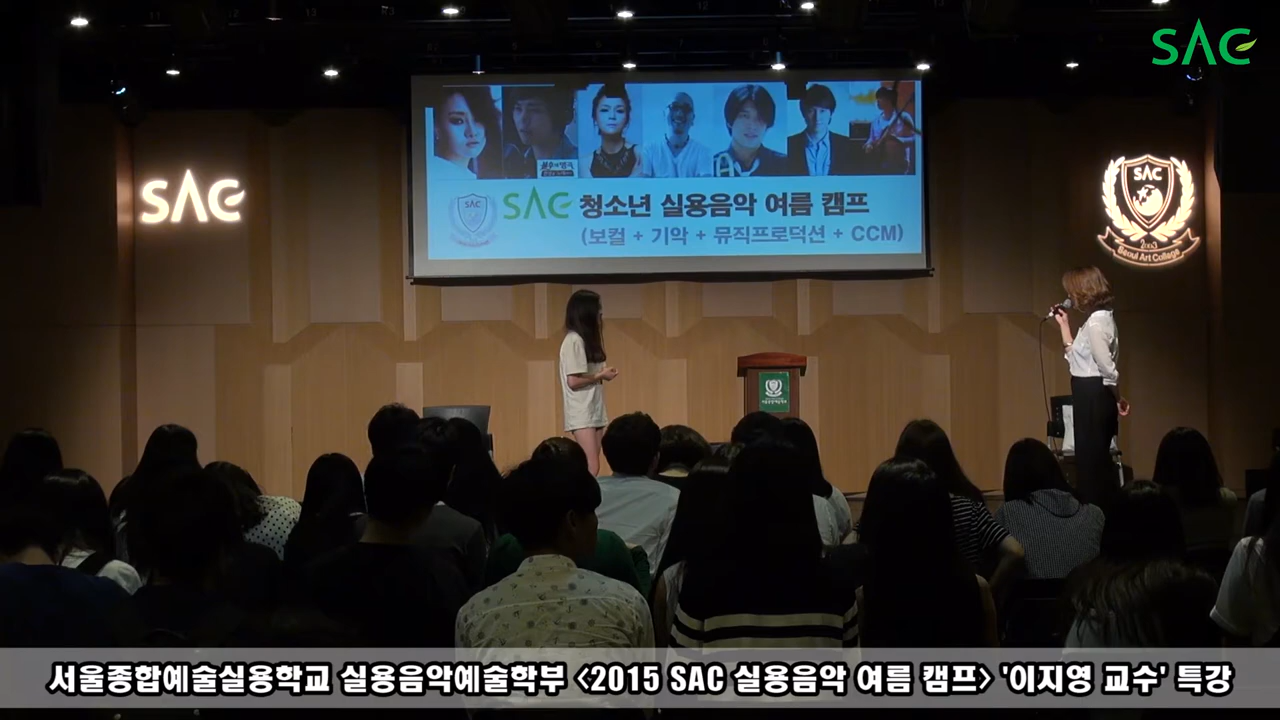 SAC
SAC
SAC
2003
Seoul Art College
SAC 청소년 실용음악 여름 캠프
(보컬 + 기악 + 뮤직프로덕션 + CCM)
서울종합예술실용학교 실용음악예술학부 <2015 SAC 실용음악 여름 캠프> '이지영 교수' 특강